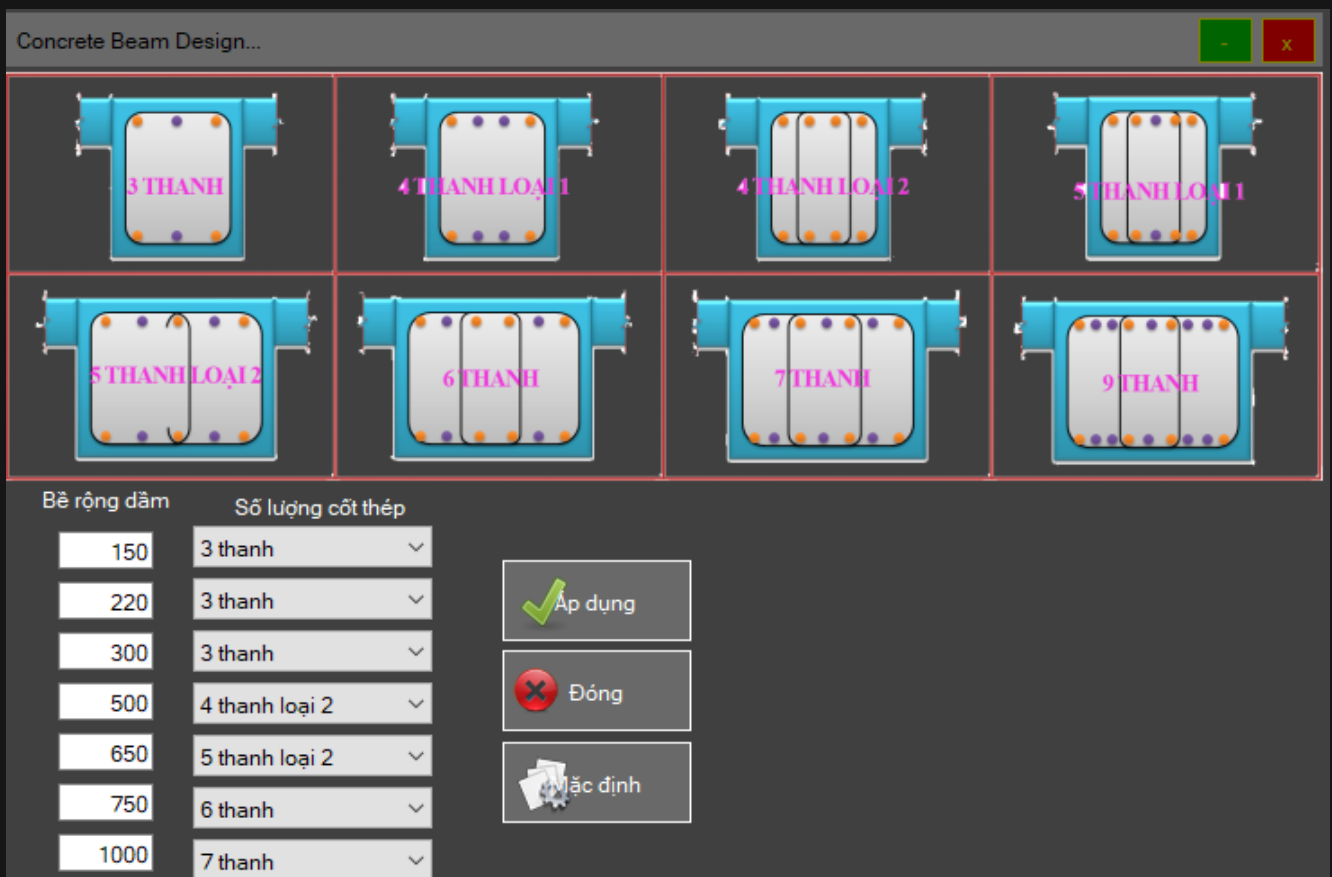 Concrete Beam Design...
-
x
3 THANH
4 THANH LOẠI 1
4 THANH LOẠI 2
5 THANH LOẠI 1
5 THANH LOẠI 2
6 THANH
7 THANH
9 THANH
Bề rộng dầm
Số lượng cốt thép
150
3 thanh
220
3 thanh
300
3 thanh
500
4 thanh loại 2
650
5 thanh loại 2
750
6 thanh
1000
7 thanh
Áp dụng
Đóng
Mặc định